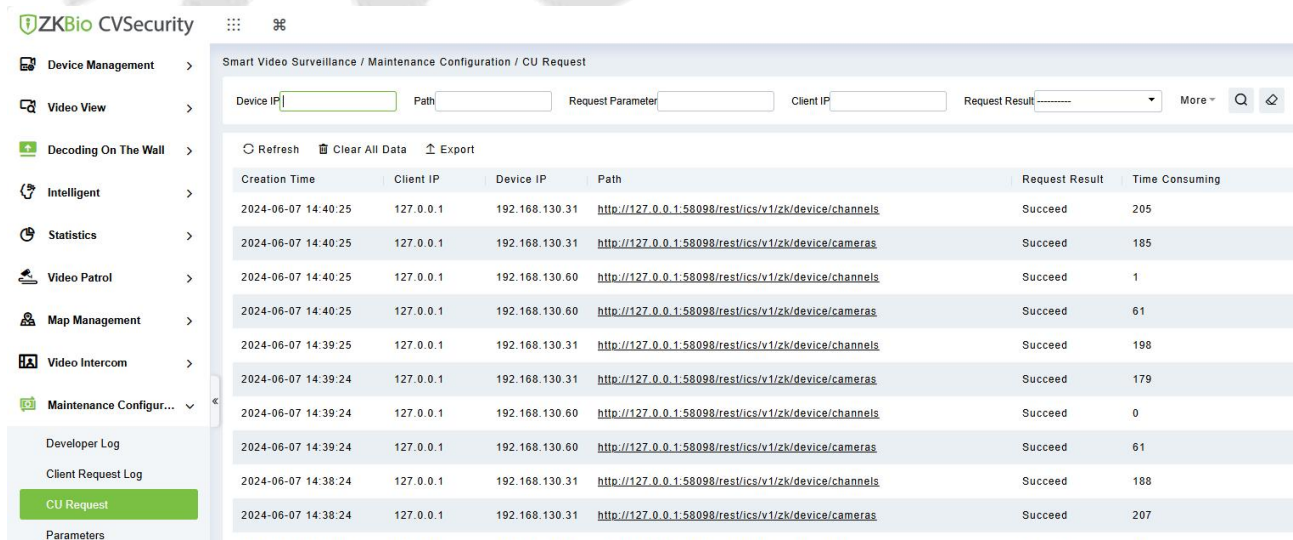 ZKBio CVSecurity
Device Management
Video View
Decoding On The Wall
Intelligent
Statistics
Video Patrol
Map Management
Video Intercom
Maintenance Configur...
Developer Log
Client Request Log
CU Request
Parameters
Smart Video Surveillance / Maintenance Configuration / CU Request
Device IP Path Request Parameter Client IP Request Result ---------- More
Refresh Clear All Data Export
Creation Time Client IP Device IP Path Request Result Time Consuming
2024-06-07 14:40:25 127.0.0.1 192.168.130.31 http://127.0.0.1:58098/rest/ics/v1/zk/device/channels Succeed 205
2024-06-07 14:40:25 127.0.0.1 192.168.130.31 http://127.0.0.1:58098/rest/ics/v1/zk/device/cameras Succeed 185
2024-06-07 14:40:25 127.0.0.1 192.168.130.60 http://127.0.0.1:58098/rest/ics/v1/zk/device/channels Succeed 1
2024-06-07 14:40:25 127.0.0.1 192.168.130.60 http://127.0.0.1:58098/rest/ics/v1/zk/device/cameras Succeed 61
2024-06-07 14:39:25 127.0.0.1 192.168.130.31 http://127.0.0.1:58098/rest/ics/v1/zk/device/channels Succeed 198
2024-06-07 14:39:24 127.0.0.1 192.168.130.31 http://127.0.0.1:58098/rest/ics/v1/zk/device/cameras Succeed 179
2024-06-07 14:39:24 127.0.0.1 192.168.130.60 http://127.0.0.1:58098/rest/ics/v1/zk/device/channels Succeed 0
2024-06-07 14:39:24 127.0.0.1 192.168.130.60 http://127.0.0.1:58098/rest/ics/v1/zk/device/cameras Succeed 61
2024-06-07 14:38:24 127.0.0.1 192.168.130.31 http://127.0.0.1:58098/rest/ics/v1/zk/device/channels Succeed 188
2024-06-07 14:38:24 127.0.0.1 192.168.130.31 http://127.0.0.1:58098/rest/ics/v1/zk/device/cameras Succeed 207